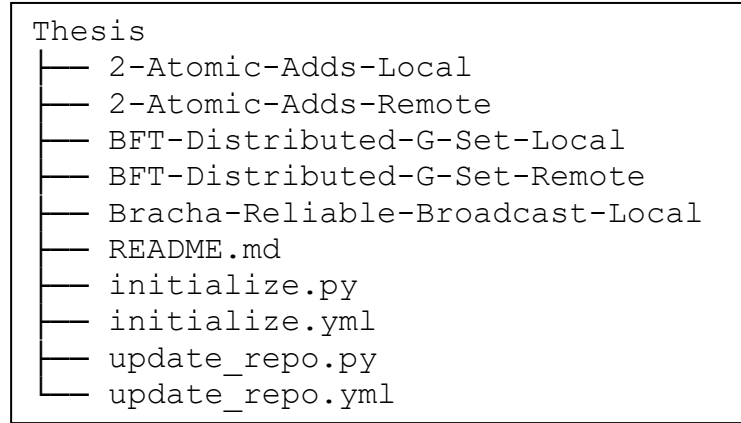 Thesis
├── 2-Atomic-Adds-Local
├── 2-Atomic-Adds-Remote
├── BFT-Distributed-G-Set-Local
├── BFT-Distributed-G-Set-Remote
├── Bracha-Reliable-Broadcast-Local
├── README.md
├── initialize.py
├── initialize.yml
├── update_repo.py
└── update_repo.yml